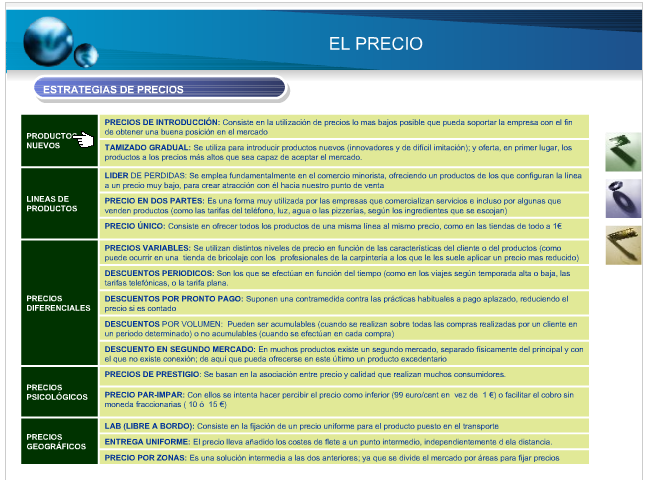 EL PRECIO
ESTRATEGIAS DE PRECIOS
PRODUCTOS
NUEVOS
PRECIOS DE INTRODUCCIÓN: Consiste en la utilización de precios lo mas bajos posible que pueda soportar la empresa con el fin
de obtener una buena posición en el mercado
TAMIZADO GRADUAL: Se utiliza para introducir productos nuevos (innovadores y de difícil imitación); y oferta, en primer lugar, los
productos a los precios más altos que sea capaz de aceptar el mercado.
LINEAS DE
PRODUCTOS
LIDER DE PERDIDAS: Se emplea fundamentalmente en el comercio minorista, ofreciendo un productos de los que configuran la línea
a un precio muy bajo, para crear atracción con él hacia nuestro punto de venta
PRECIO EN DOS PARTES: Es una forma muy utilizada por las empresas que comercializan servicios e incluso por algunas que
venden productos (como las tarifas del teléfono, luz, agua o las pizzerias, según los ingredientes que se escojan)
PRECIO ÚNICO: Consiste en ofrecer todos los productos de una misma línea al mismo precio, como en las tiendas de todo a 1€
PRECIOS
DIFERENCIALES
PRECIOS VARIABLES: Se utilizan distintos niveles de precio en función de las características del cliente o del productos (como
puede ocurrir en una tienda de bricolaje con los profesionales de la carpintería a los que le les suele aplicar un precio mas reducido)
DESCUENTOS PERIODICOS: Son los que se efectúan en función del tiempo (como en los viajes según temporada alta o baja, las
tarifas telefónicas, o la tarifa plana.
DESCUENTOS POR PRONTO PAGO: Suponen una contramedida contra las prácticas habituales a pago aplazado, reduciendo el
precio si es contado
DESCUENTOS POR VOLUMEN: Pueden ser acumulables (cuando se realizan sobre todas las compras realizadas por un cliente en
un periodo determinado) o no acumulables (cuando se efectúan en cada compra)
DESCUENTO EN SEGUNDO MERCADO: En muchos productos existe un segundo mercado, separado físicamente del principal y con
el que no existe conexión; de aquí que pueda ofrecerse en este último un producto excedentario
PRECIOS
PSICOLÓGICOS
PRECIOS DE PRESTIGIO: Se basan en la asociación entre precio y calidad que realizan muchos consumidores.
PRECIO PAR-IMPAR: Con ellos se intenta hacer percibir el precio como inferior (99 euro/cent en vez de 1 €) o facilitar el cobro sin
moneda fraccionarias ( 10 ó 15 €)
PRECIOS
GEOGRÁFICOS
LAB (LIBRE A BORDO): Consiste en la fijación de un precio uniforme para el producto puesto en el transporte
ENTREGA UNIFORME: El precio lleva añadido los costes de flete a un punto intermedio, independientemente d ela distancia.
PRECIO POR ZONAS: Es una solución intermedia a las dos anteriores; ya que se divide el mercado por áreas para fijar precios